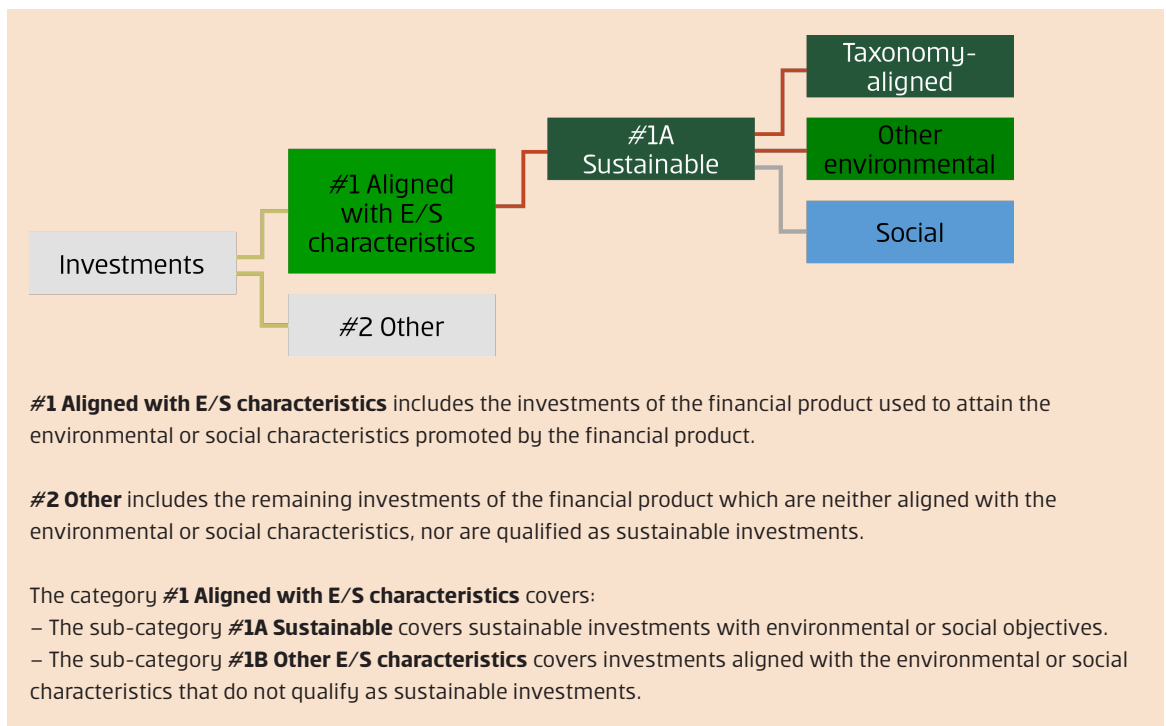 Taxonomy-
aligned
#1A
Sustainable
Other
environmental
#1 Aligned
with E/S
characteristics
Social
Investments
#2 Other
#1 Aligned with E/S characteristics includes the investments of the financial product used to attain the
environmental or social characteristics promoted by the financial product.
#2 Other includes the remaining investments of the financial product which are neither aligned with the
environmental or social characteristics, nor are qualified as sustainable investments.
The category #1 Aligned with E/S characteristics covers:
– The sub-category #1A Sustainable covers sustainable investments with environmental or social objectives.
– The sub-category #1B Other E/S characteristics covers investments aligned with the environmental or social
characteristics that do not qualify as sustainable investments.